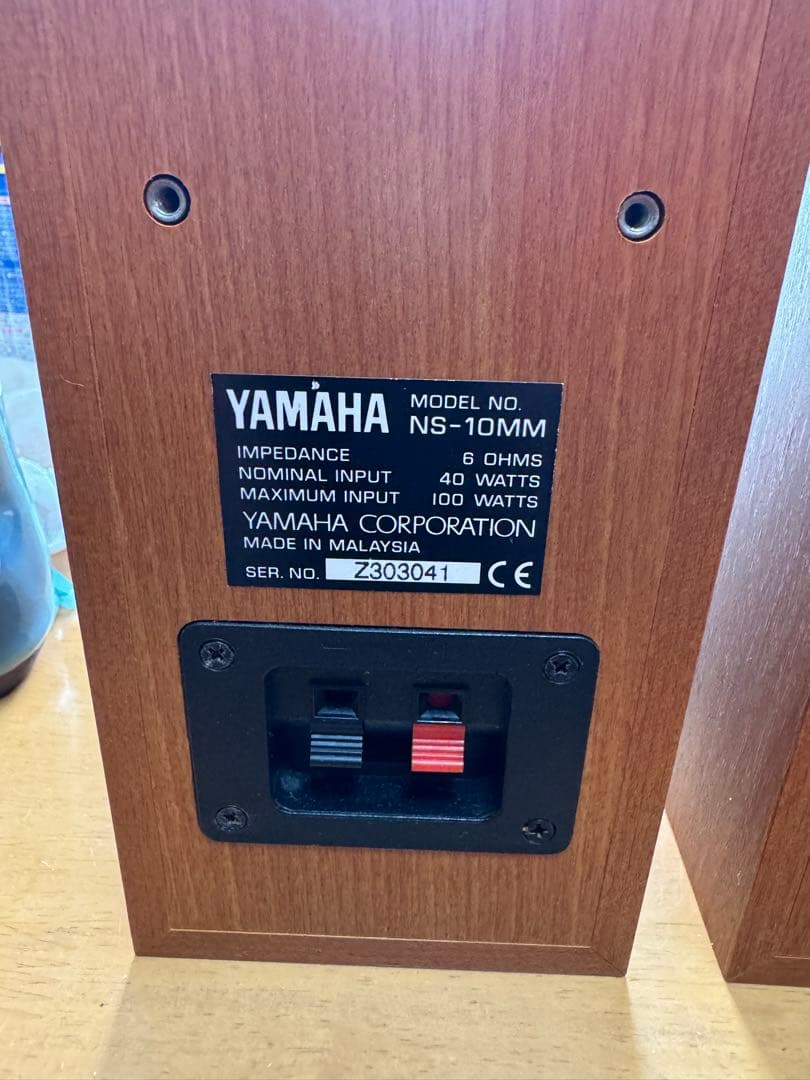 YAMAHA MODEL NO.
NS-10MM
IMPEDANCE 6 OHMS
NOMINAL INPUT 40 WATTS
MAXIMUM INPUT 100 WATTS
YAMAHA CORPORATION
MADE IN MALAYSIA
SER. NO. Z303041 CE